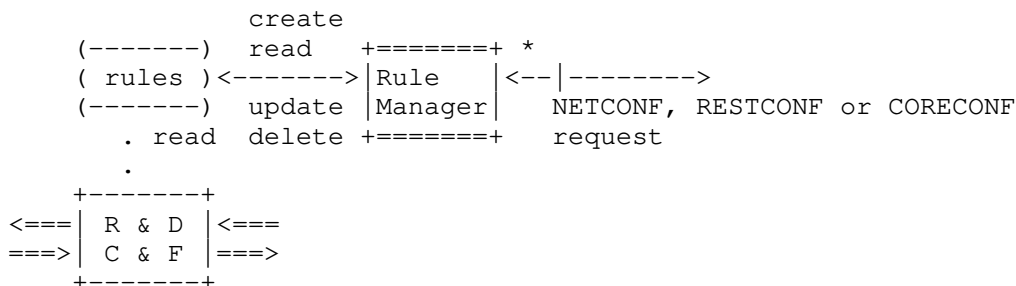 create
    (-------)  read   +=======+ *
    ( rules )<------->|Rule   |<--|-------->
    (-------)  update |Manager|   NETCONF, RESTCONF or CORECONF
       . read  delete +=======+   request
       .
    +-------+
<===| R & D |<===
===>| C & F |===>
    +-------+